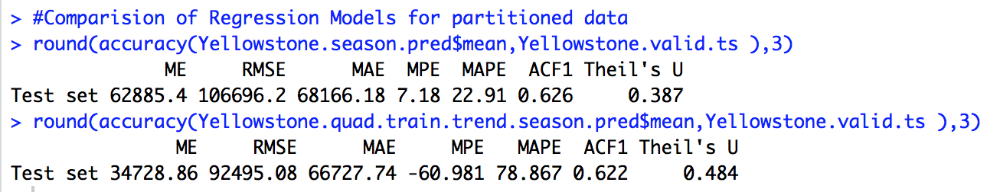 > #Comparision of Regression Models for partitioned data
> round(accuracy(Yellowstone.season.pred$mean,Yellowstone.valid.ts ),3)
ME RMSE MAE MPE MAPE ACF1 Theil's U
Test set 62885.4 106696.2 68166.18 7.18 22.91 0.626 0.387
> round(accuracy(Yellowstone.quad.train.trend.season.pred$mean,Yellowstone.valid.ts ),3)
ME RMSE MAE MPE MAPE ACF1 Theil's U
Test set 34728.86 92495.08 66727.74 -60.981 78.867 0.622 0.484